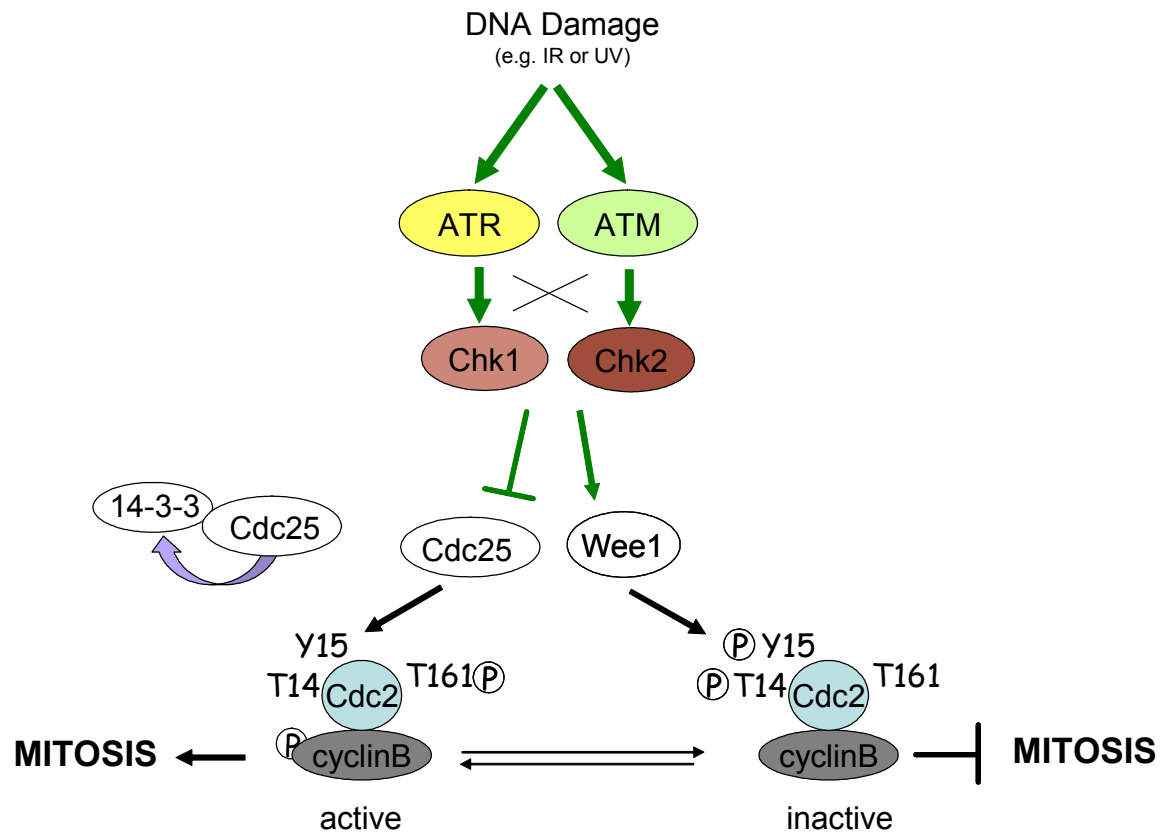 DNA Damage
(e.g. IR or UV)
ATR
ATM
Chk1
Chk2
14-3-3
Cdc25
Cdc25
Wee1
Y15
T14
Cdc2
T161 P
P
cyclinB
MITOSIS
active
P Y15
P T14
Cdc2
T161
cyclinB
MITOSIS
inactive